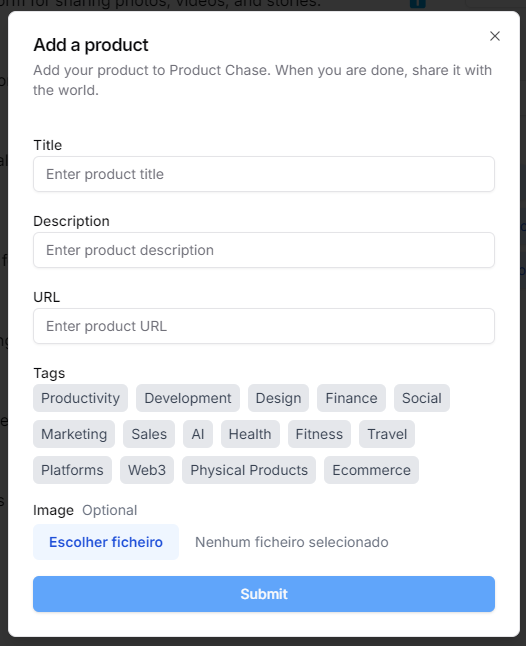 orm for sharing photos, videos, and stories.
Add a product
Add your product to Product Chase. When you are done, share it with
the world.
Title
Enter product title
Description
Enter product description
URL
Enter product URL
Tags
Productivity Development Design Finance Social
Marketing Sales AI Health Fitness Travel
Platforms Web3 Physical Products Ecommerce
Image Optional
Escolher ficheiro Nenhum ficheiro selecionado
Submit